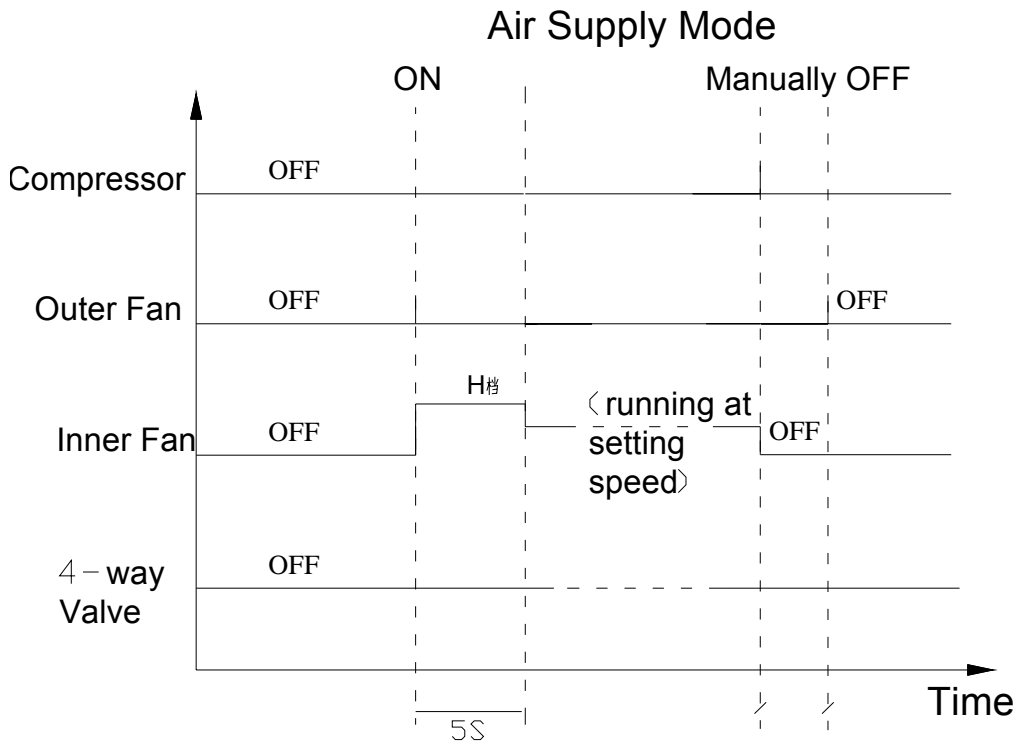 Air Supply Mode
ON
Manually OFF
Compressor
OFF
Outer Fan
OFF
OFF
H档
Inner Fan
OFF
(running at
setting
speed)
OFF
4-way
Valve
OFF
Time
5S